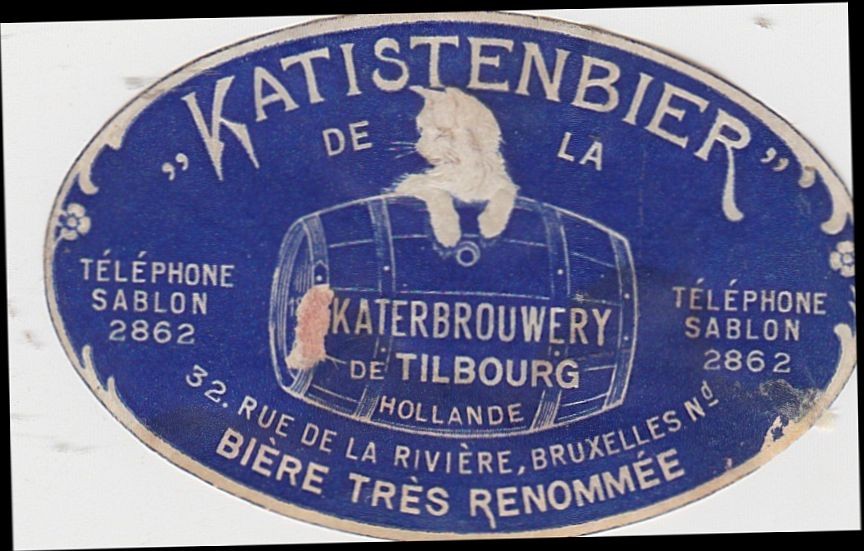 „KATISTENBIER”
DE LA
KATERBROUWERY
DE TILBOURG
HOLLANDE
TÉLÉPHONE
SABLON
2862
TÉLÉPHONE
SABLON
2862
32. RUE DE LA RIVIÈRE, BRUXELLES Nd
BIÈRE TRÈS RENOMMÉE